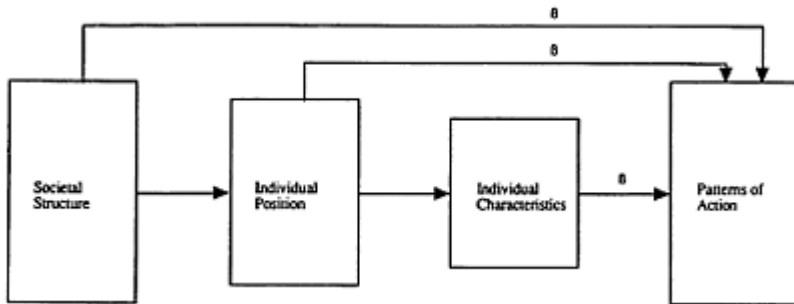 8
8
Societal
Structure
Individual
Position
Individual
Characteristics
8
Patterns of
Action